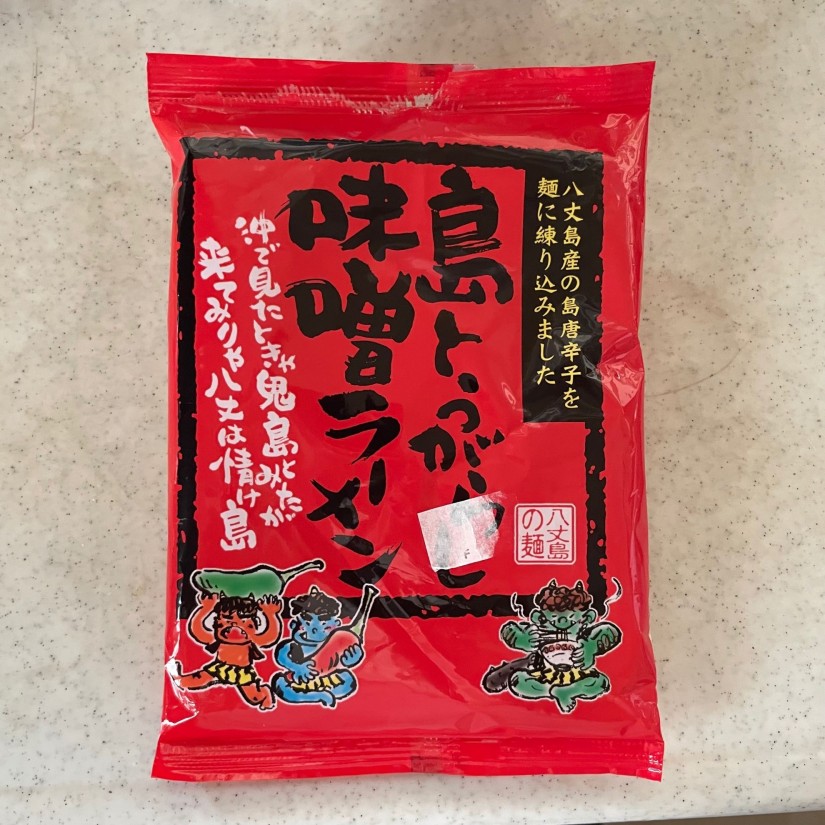 八丈島産の島唐辛子を
麺に練り込みました
島とうがらし
味噌ラーメン
沖で見たときゃ鬼島とみたが
来てみりゃ八丈は情け島
八丈島
の麺